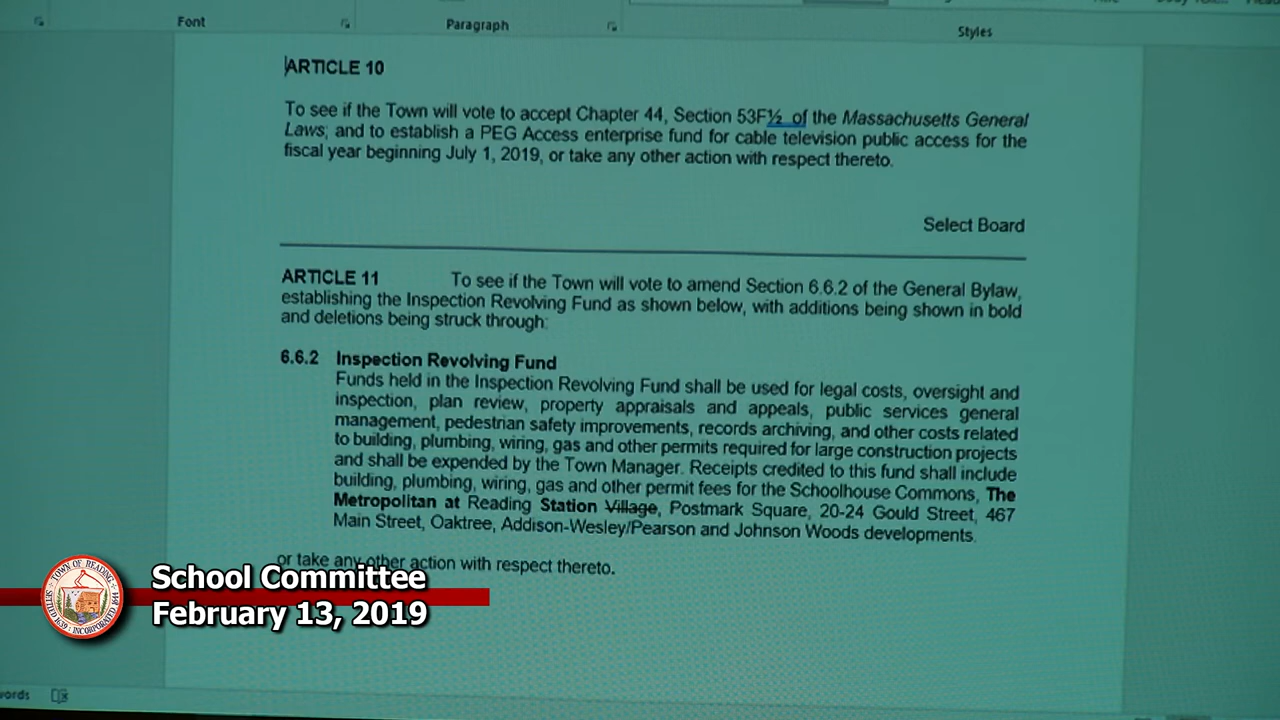 Font
Paragraph
Styles
ARTICLE 10
To see if the Town will vote to accept Chapter 44, Section 53F½ of the Massachusetts General
Laws, and to establish a PEG Access enterprise fund for cable television public access for the
fiscal year beginning July 1, 2019, or take any other action with respect thereto.
Select Board
ARTICLE 11 To see if the Town will vote to amend Section 6.6.2 of the General Bylaw,
establishing the Inspection Revolving Fund as shown below, with additions being shown in bold
and deletions being struck through:
6.6.2 Inspection Revolving Fund
Funds held in the Inspection Revolving Fund shall be used for legal costs, oversight and
inspection, plan review, property appraisals and appeals, public services general
management, pedestrian safety improvements, records archiving, and other costs related
to building, plumbing, wiring, gas and other permits required for large construction projects
and shall be expended by the Town Manager. Receipts credited to this fund shall include
building, plumbing, wiring, gas and other permit fees for the Schoolhouse Commons, The
Metropolitan at Reading Station Village, Postmark Square, 20-24 Gould Street, 467
Main Street, Oaktree, Addison-Wesley/Pearson and Johnson Woods developments.
or take any other action with respect thereto.
School Committee
February 13, 2019
TOWN OF READING
SETTLED 1639 INCORPORATED 1644
words